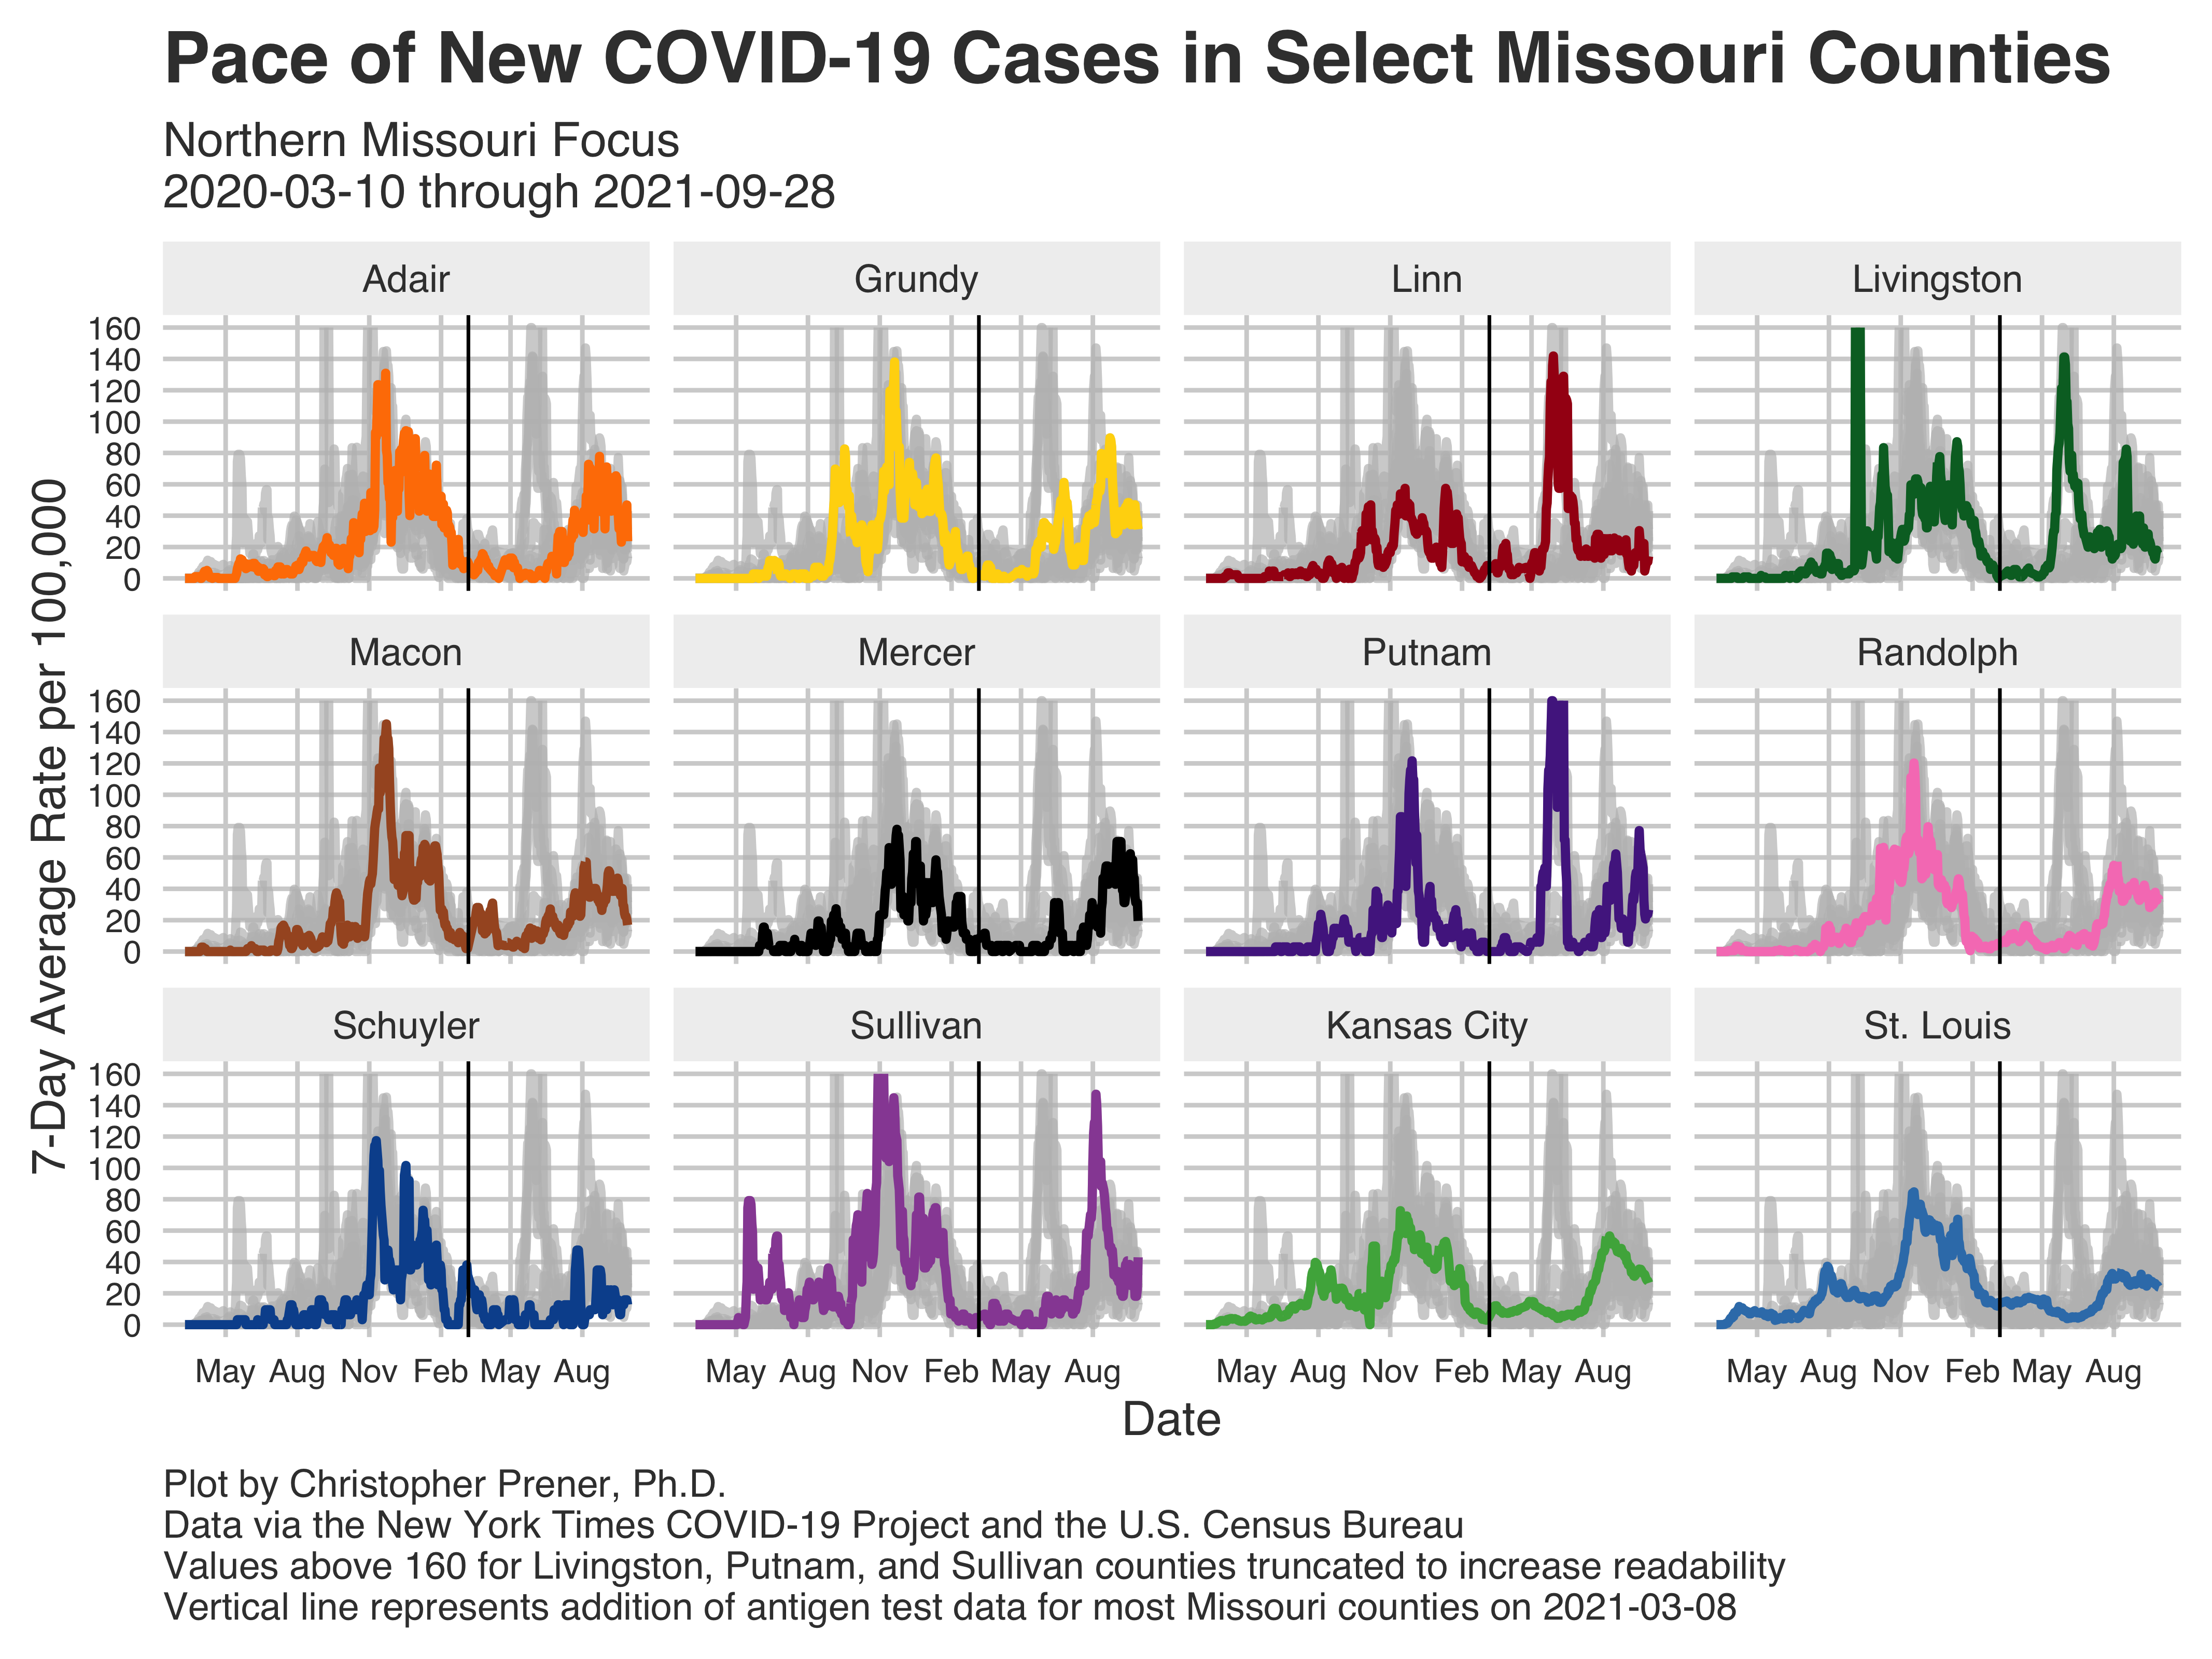 Pace of New COVID-19 Cases in Select Missouri Counties
Northern Missouri Focus
2020-03-10 through 2021-09-28
Adair
Grundy
Linn
Livingston
160
140
120
100
80
60
40
20
0
Macon
Mercer
Putnam
Randolph
160
140
120
100
80
60
40
20
0
Schuyler
Sullivan
Kansas City
St. Louis
160
140
120
100
80
60
40
20
0
7-Day Average Rate per 100,000
May Aug Nov Feb May Aug
May Aug Nov Feb May Aug
May Aug Nov Feb May Aug
May Aug Nov Feb May Aug
Date
Plot by Christopher Prener, Ph.D.
Data via the New York Times COVID-19 Project and the U.S. Census Bureau
Values above 160 for Livingston, Putnam, and Sullivan counties truncated to increase readability
Vertical line represents addition of antigen test data for most Missouri counties on 2021-03-08